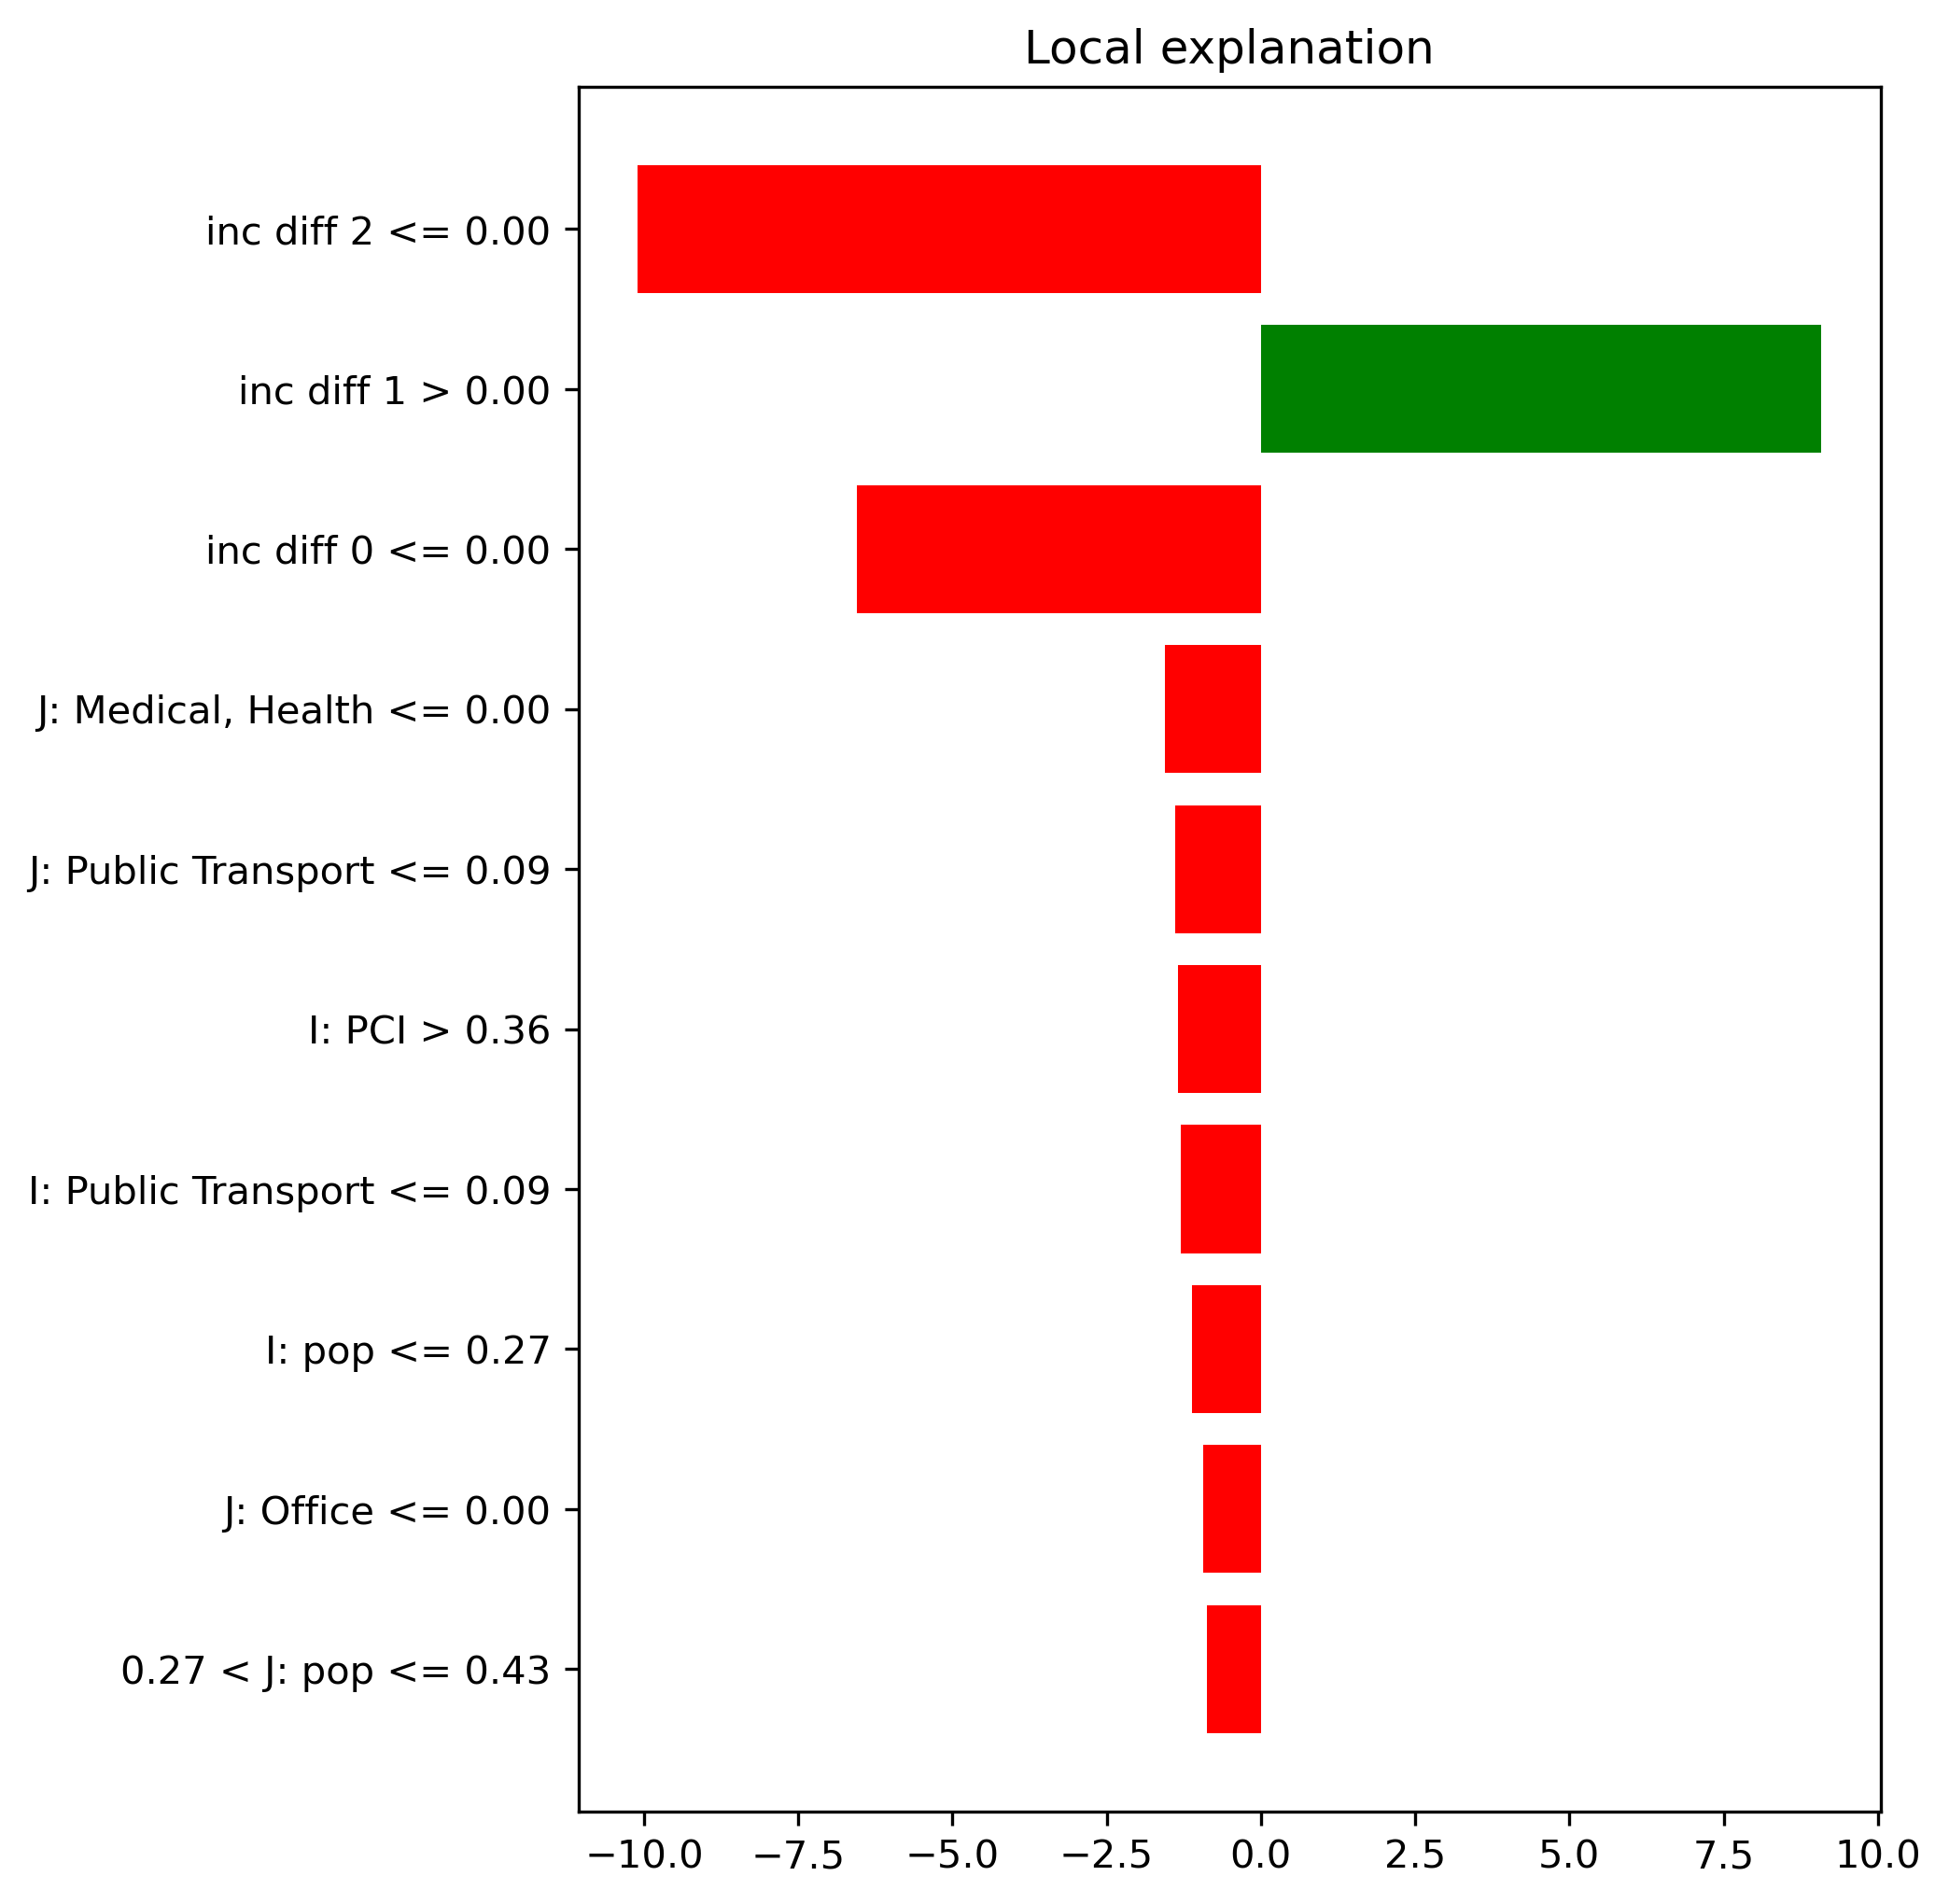 Local explanation
inc diff 2 <= 0.00
inc diff 1 > 0.00
inc diff 0 <= 0.00
J: Medical, Health <= 0.00
J: Public Transport <= 0.09
I: PCI > 0.36
I: Public Transport <= 0.09
I: pop <= 0.27
J: Office <= 0.00
0.27 < J: pop <= 0.43
−10.0 −7.5 −5.0 −2.5 0.0 2.5 5.0 7.5 10.0